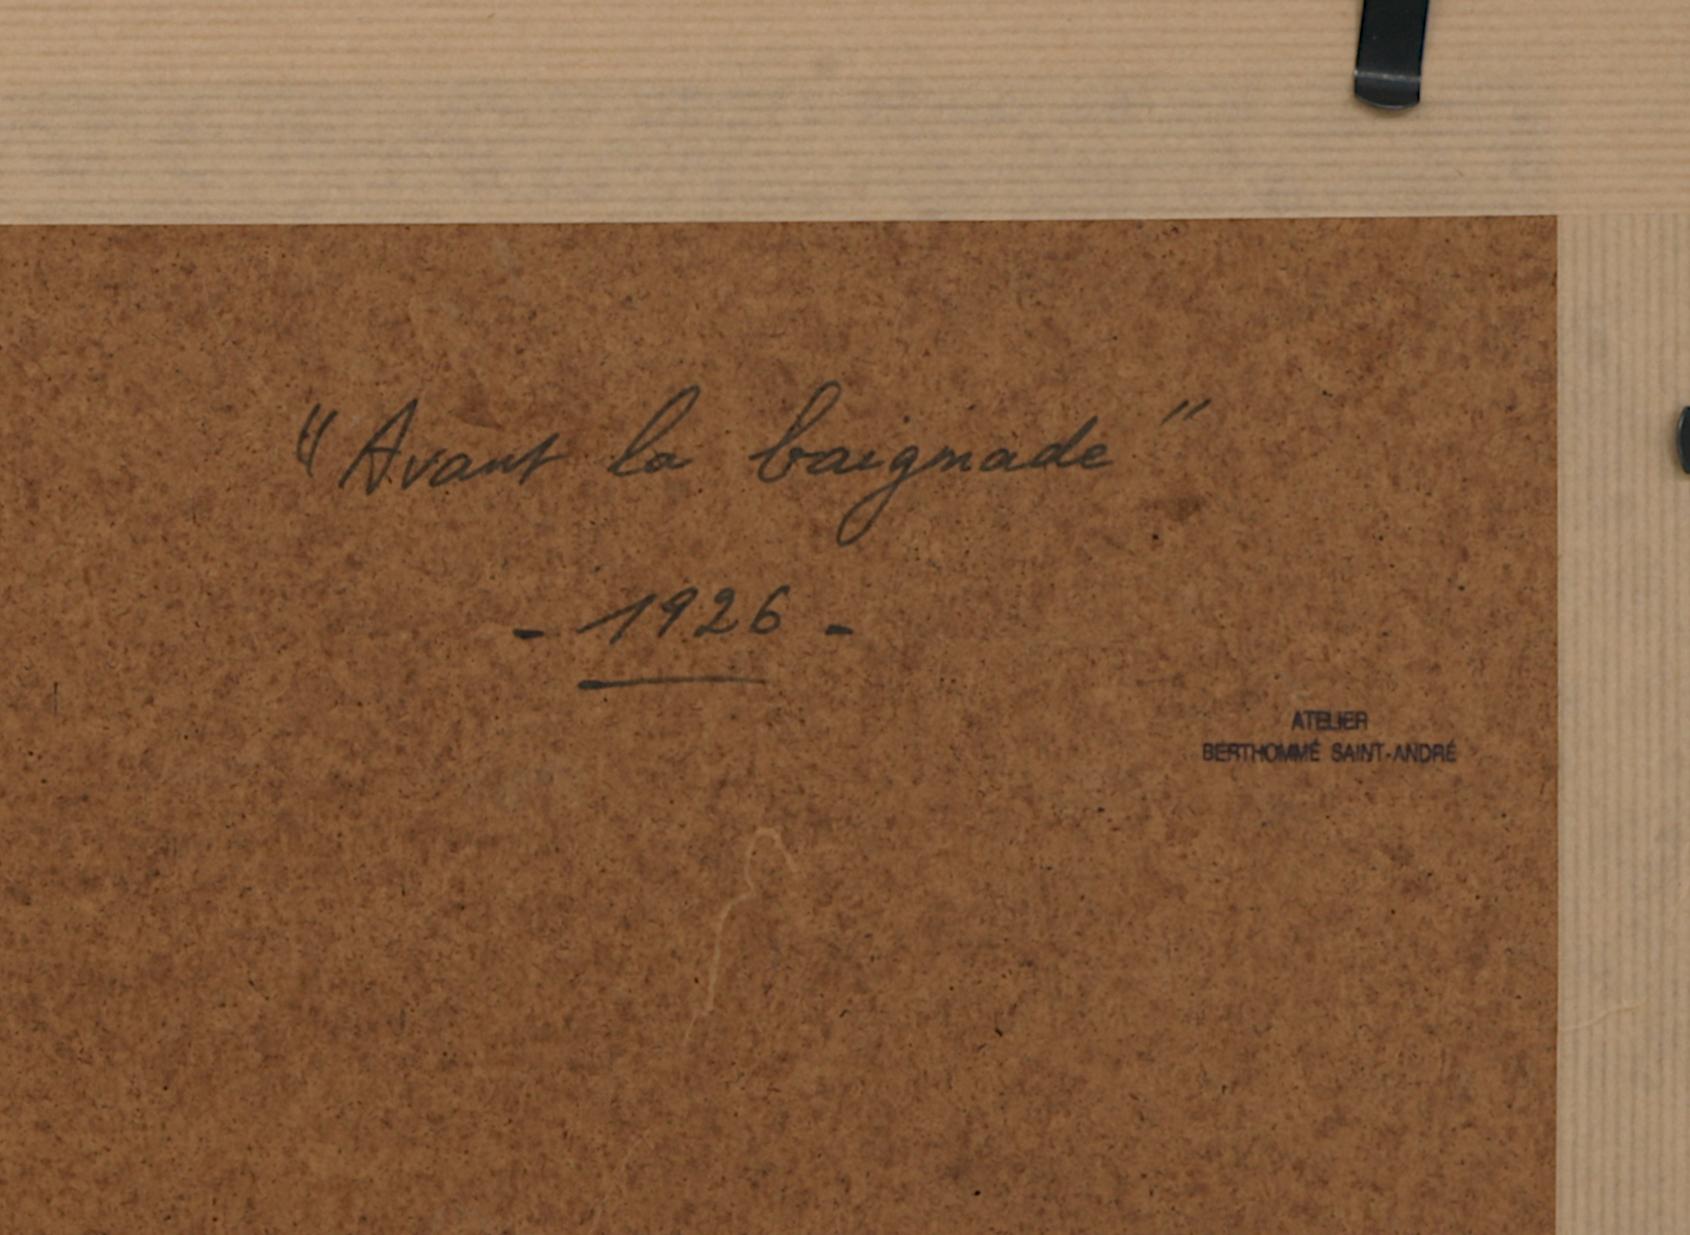 "Avant la baignade"
- 1926 -
ATELIER
BERTHOMMÉ SAINT-ANDRÉ